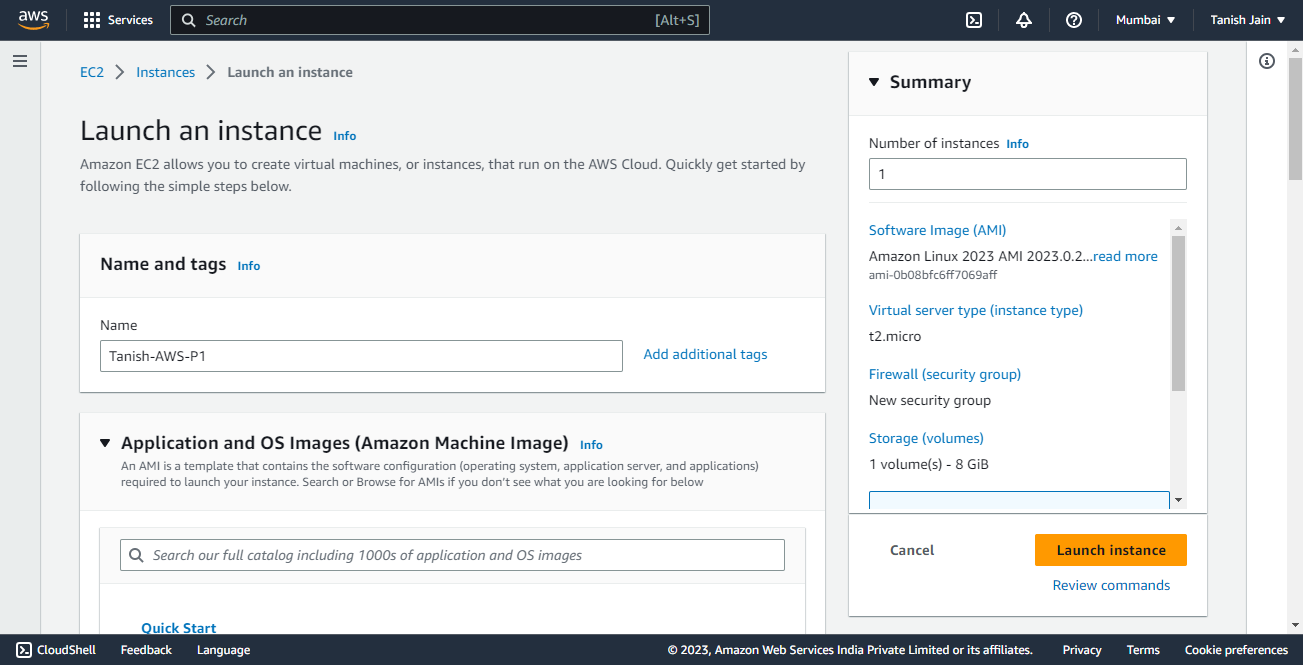 aws
Services
Search
[Alt+S]
Mumbai
Tanish Jain
EC2
Instances
Launch an instance
Launch an instance Info
Amazon EC2 allows you to create virtual machines, or instances, that run on the AWS Cloud. Quickly get started by
following the simple steps below.
Name and tags Info
Name
Tanish-AWS-P1
Add additional tags
Application and OS Images (Amazon Machine Image) Info
An AMI is a template that contains the software configuration (operating system, application server, and applications)
required to launch your instance. Search or Browse for AMIs if you don't see what you are looking for below
Search our full catalog including 1000s of application and OS images
Quick Start
Summary
Number of instances Info
1
Software Image (AMI)
Amazon Linux 2023 AMI 2023.0.2...read more
ami-0b08bfc6ff7069aff
Virtual server type (instance type)
t2.micro
Firewall (security group)
New security group
Storage (volumes)
1 volume(s) - 8 GiB
Cancel
Launch instance
Review commands
CloudShell
Feedback
Language
© 2023, Amazon Web Services India Private Limited or its affiliates.
Privacy
Terms
Cookie preferences